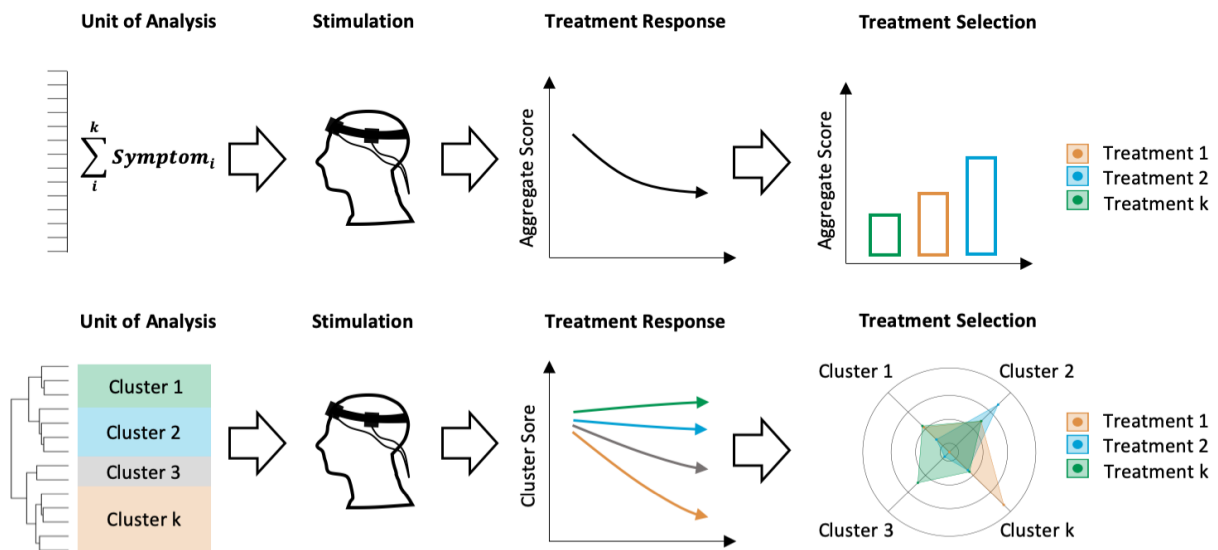 Unit of Analysis
Stimulation
Treatment Response
Treatment Selection
k
∑ Symptomᵢ
i
Aggregate Score
Aggregate Score
Treatment 1
Treatment 2
Treatment k
Unit of Analysis
Stimulation
Treatment Response
Treatment Selection
Cluster 1
Cluster 2
Cluster 3
Cluster k
Cluster Sore
Cluster 1
Cluster 2
Cluster 3
Cluster k
Treatment 1
Treatment 2
Treatment k